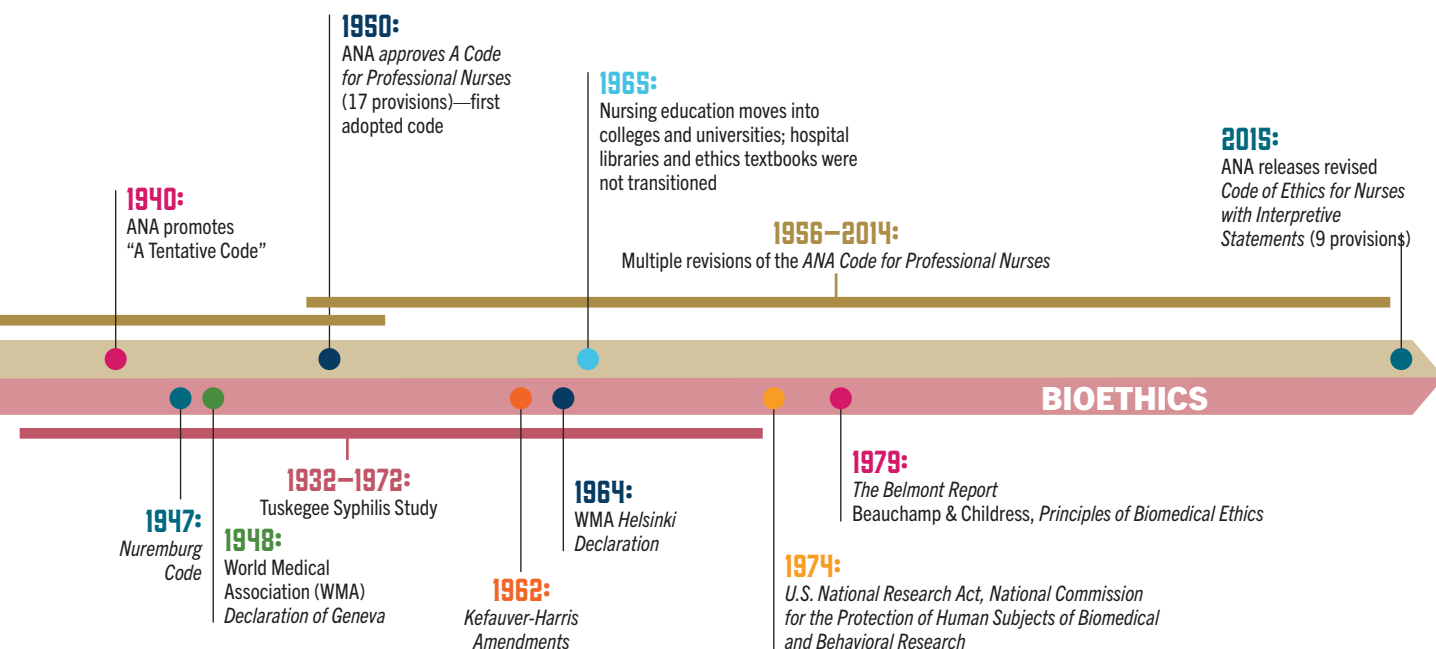 1950:
ANA approves A Code
for Professional Nurses
(17 provisions)—first
adopted code
1965:
Nursing education moves into
colleges and universities; hospital
libraries and ethics textbooks were
not transitioned
2015:
ANA releases revised
Code of Ethics for Nurses
with Interpretive
Statements (9 provisions)
1940:
ANA promotes
“A Tentative Code”
1956–2014:
Multiple revisions of the ANA Code for Professional Nurses
BIOETHICS
1932–1972:
Tuskegee Syphilis Study
1947:
Nuremburg
Code
1948:
World Medical
Association (WMA)
Declaration of Geneva
1962:
Kefauver-Harris
Amendments
1964:
WMA Helsinki
Declaration
1979:
The Belmont Report
Beauchamp & Childress, Principles of Biomedical Ethics
1974:
U.S. National Research Act, National Commission
for the Protection of Human Subjects of Biomedical
and Behavioral Research